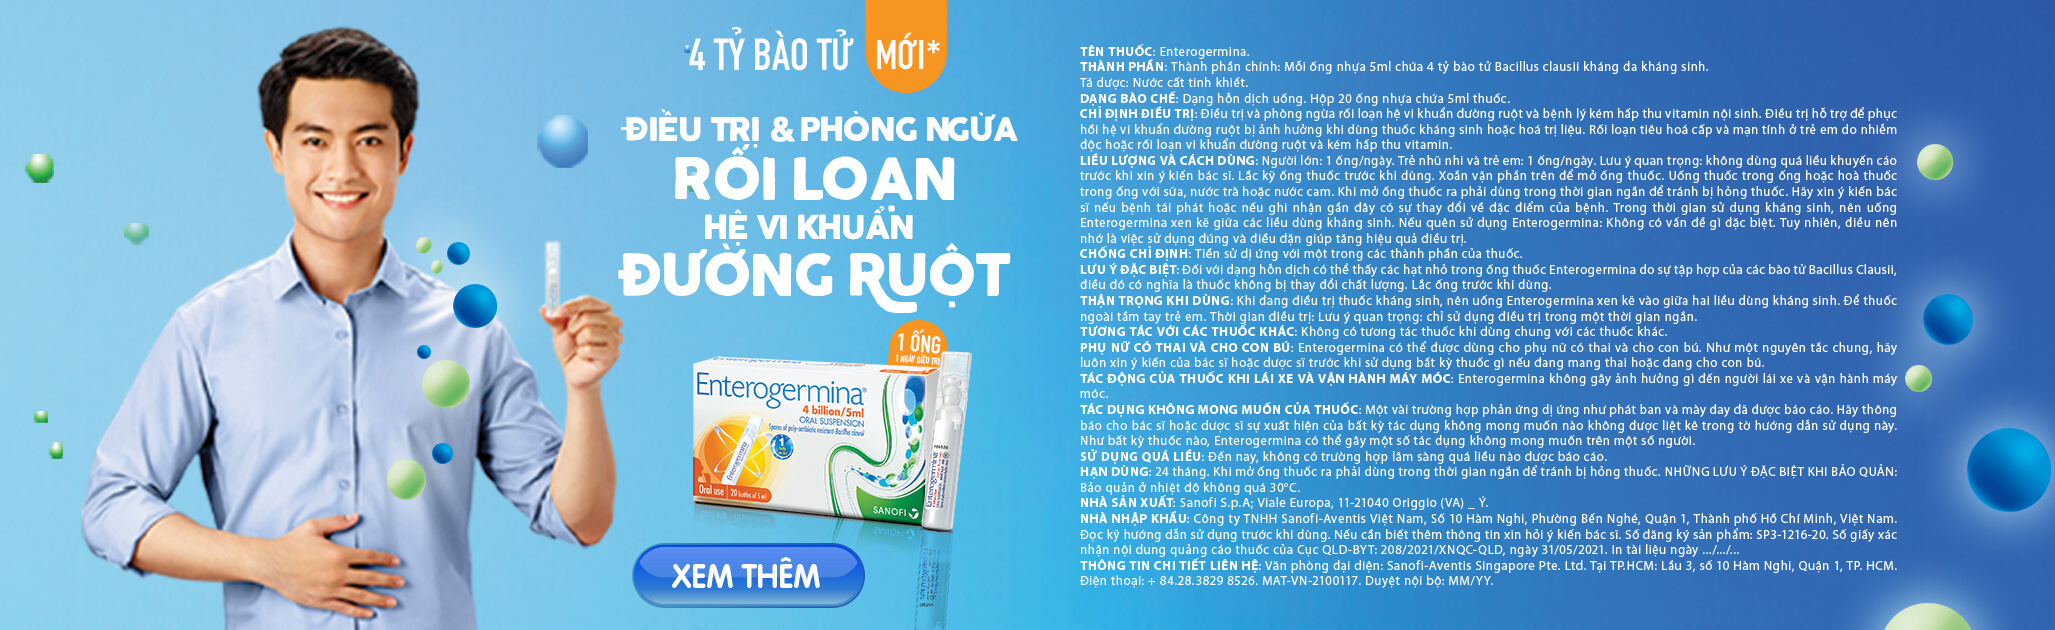 4 TỶ BÀO TỬ
MỚI*
ĐIỀU TRỊ & PHÒNG NGỪA
RỐI LOẠN
HỆ VI KHUẨN
ĐƯỜNG RUỘT
1 ỐNG
1 NGÀY ĐIỀU TRỊ
Enterogermina®
4 billion/5ml
ORAL SUSPENSION
Spores of poly-antibiotic resistant Bacillus clausii
Enterogermina
Oral use | 20 bottles of 5 ml
SANOFI
Enterogermina
XEM THÊM
TÊN THUỐC: Enterogermina.
THÀNH PHẦN: Thành phần chính: Mỗi ống nhựa 5ml chứa 4 tỷ bào tử Bacillus clausii kháng đa kháng sinh.
Tá dược: Nước cất tinh khiết.
DẠNG BÀO CHẾ: Dạng hỗn dịch uống. Hộp 20 ống nhựa chứa 5ml thuốc.
CHỈ ĐỊNH ĐIỀU TRỊ: Điều trị và phòng ngừa rối loạn hệ vi khuẩn đường ruột và bệnh lý kém hấp thu vitamin nội sinh. Điều trị hỗ trợ để phục
hồi hệ vi khuẩn đường ruột bị ảnh hưởng khi dùng thuốc kháng sinh hoặc hoá trị liệu. Rối loạn tiêu hoá cấp và mạn tính ở trẻ em do nhiễm
độc hoặc rối loạn vi khuẩn đường ruột và kém hấp thu vitamin.
LIỀU LƯỢNG VÀ CÁCH DÙNG: Người lớn: 1 ống/ngày. Trẻ nhũ nhi và trẻ em: 1 ống/ngày. Lưu ý quan trọng: không dùng quá liều khuyến cáo
trước khi xin ý kiến bác sĩ. Lắc kỹ ống thuốc trước khi dùng. Xoắn vặn phần trên để mở ống thuốc. Uống thuốc trong ống hoặc hoà thuốc
trong ống với sữa, nước trà hoặc nước cam. Khi mở ống thuốc ra phải dùng trong thời gian ngắn để tránh bị hỏng thuốc. Hãy xin ý kiến bác
sĩ nếu bệnh tái phát hoặc nếu ghi nhận gần đây có sự thay đổi về đặc điểm của bệnh. Trong thời gian sử dụng kháng sinh, nên uống
Enterogermina xen kẽ giữa các liều dùng kháng sinh. Nếu quên sử dụng Enterogermina: Không có vấn đề gì đặc biệt. Tuy nhiên, điều nên
nhớ là việc sử dụng đúng và điều đặn giúp tăng hiệu quả điều trị.
CHỐNG CHỈ ĐỊNH: Tiền sử dị ứng với một trong các thành phần của thuốc.
LƯU Ý ĐẶC BIỆT: Đối với dạng hỗn dịch có thể thấy các hạt nhỏ trong ống thuốc Enterogermina do sự tập hợp của các bào tử Bacillus Clausii,
điều đó có nghĩa là thuốc không bị thay đổi chất lượng. Lắc ống trước khi dùng.
THẬN TRỌNG KHI DÙNG: Khi đang điều trị thuốc kháng sinh, nên uống Enterogermina xen kẽ vào giữa hai liều dùng kháng sinh. Để thuốc
ngoài tầm tay trẻ em. Thời gian điều trị: Lưu ý quan trọng: chỉ sử dụng điều trị trong một thời gian ngắn.
TƯƠNG TÁC VỚI CÁC THUỐC KHÁC: Không có tương tác thuốc khi dùng chung với các thuốc khác.
PHỤ NỮ CÓ THAI VÀ CHO CON BÚ: Enterogermina có thể được dùng cho phụ nữ có thai và cho con bú. Như một nguyên tắc chung, hãy
luôn xin ý kiến của bác sĩ hoặc dược sĩ trước khi sử dụng bất kỳ thuốc gì nếu đang mang thai hoặc đang cho con bú.
TÁC ĐỘNG CỦA THUỐC KHI LÁI XE VÀ VẬN HÀNH MÁY MÓC: Enterogermina không gây ảnh hưởng gì đến người lái xe và vận hành máy
móc.
TÁC DỤNG KHÔNG MONG MUỐN CỦA THUỐC: Một vài trường hợp phản ứng dị ứng như phát ban và mày đay đã được báo cáo. Hãy thông
báo cho bác sĩ hoặc dược sĩ sự xuất hiện của bất kỳ tác dụng không mong muốn nào không được liệt kê trong tờ hướng dẫn sử dụng này.
Như bất kỳ thuốc nào, Enterogermina có thể gây một số tác dụng không mong muốn trên một số người.
SỬ DỤNG QUÁ LIỀU: Đến nay, không có trường hợp lâm sàng quá liều nào được báo cáo.
HẠN DÙNG: 24 tháng. Khi mở ống thuốc ra phải dùng trong thời gian ngắn để tránh bị hỏng thuốc. NHỮNG LƯU Ý ĐẶC BIỆT KHI BẢO QUẢN:
Bảo quản ở nhiệt độ không quá 30°C.
NHÀ SẢN XUẤT: Sanofi S.p.A; Viale Europa, 11-21040 Origgio (VA) _ Ý.
NHÀ NHẬP KHẨU: Công ty TNHH Sanofi-Aventis Việt Nam, Số 10 Hàm Nghi, Phường Bến Nghé, Quận 1, Thành phố Hồ Chí Minh, Việt Nam.
Đọc kỹ hướng dẫn sử dụng trước khi dùng. Nếu cần biết thêm thông tin xin hỏi ý kiến bác sĩ. Số đăng ký sản phẩm: SP3-1216-20. Số giấy xác
nhận nội dung quảng cáo thuốc của Cục QLD-BYT: 208/2021/XNQC-QLD, ngày 31/05/2021. In tài liệu ngày .../.../...
THÔNG TIN CHI TIẾT LIÊN HỆ: Văn phòng đại diện: Sanofi-Aventis Singapore Pte. Ltd. Tại TP.HCM: Lầu 3, số 10 Hàm Nghi, Quận 1, TP. HCM.
Điện thoại: + 84.28.3829 8526. MAT-VN-2100117. Duyệt nội bộ: MM/YY.